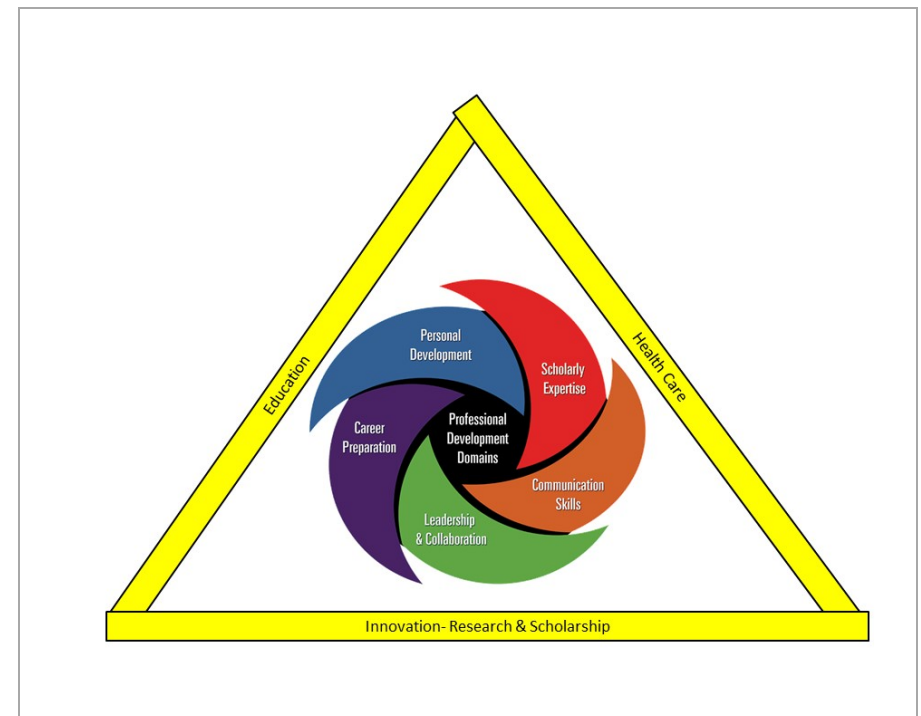 Education
Health Care
Personal
Development
Scholarly
Expertise
Career
Preparation
Professional
Development
Domains
Communication
Skills
Leadership
& Collaboration
Innovation- Research & Scholarship